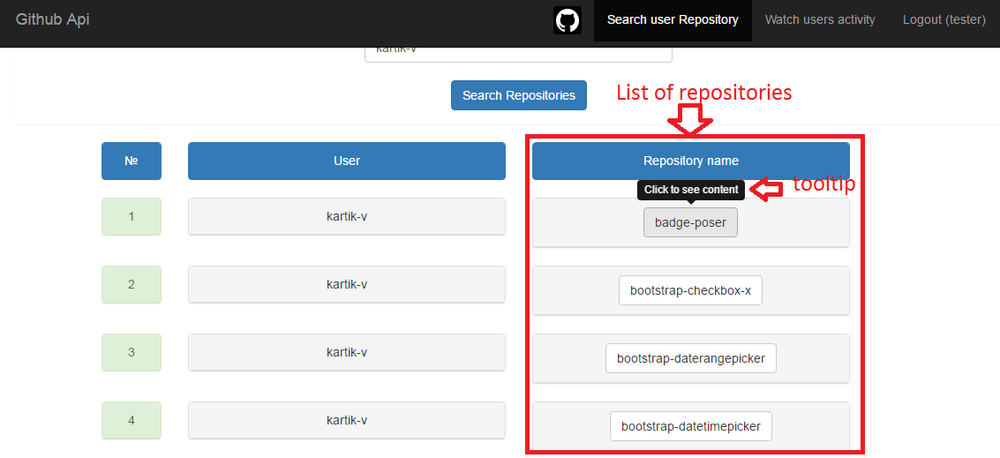 Github Api
Search user Repository
Watch users activity
Logout (tester)
kartik-v
Search Repositories
List of repositories
№
User
Repository name
Click to see content
tooltip
1
kartik-v
badge-poser
2
kartik-v
bootstrap-checkbox-x
3
kartik-v
bootstrap-daterangepicker
4
kartik-v
bootstrap-datetimepicker